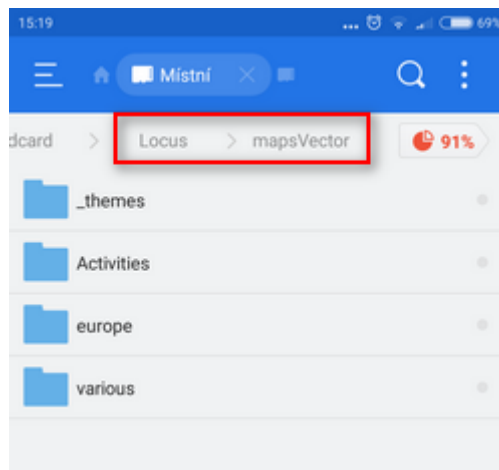 15:19 ... 69%
Místní
dcard > Locus > mapsVector 91%
_themes
Activities
europe
various